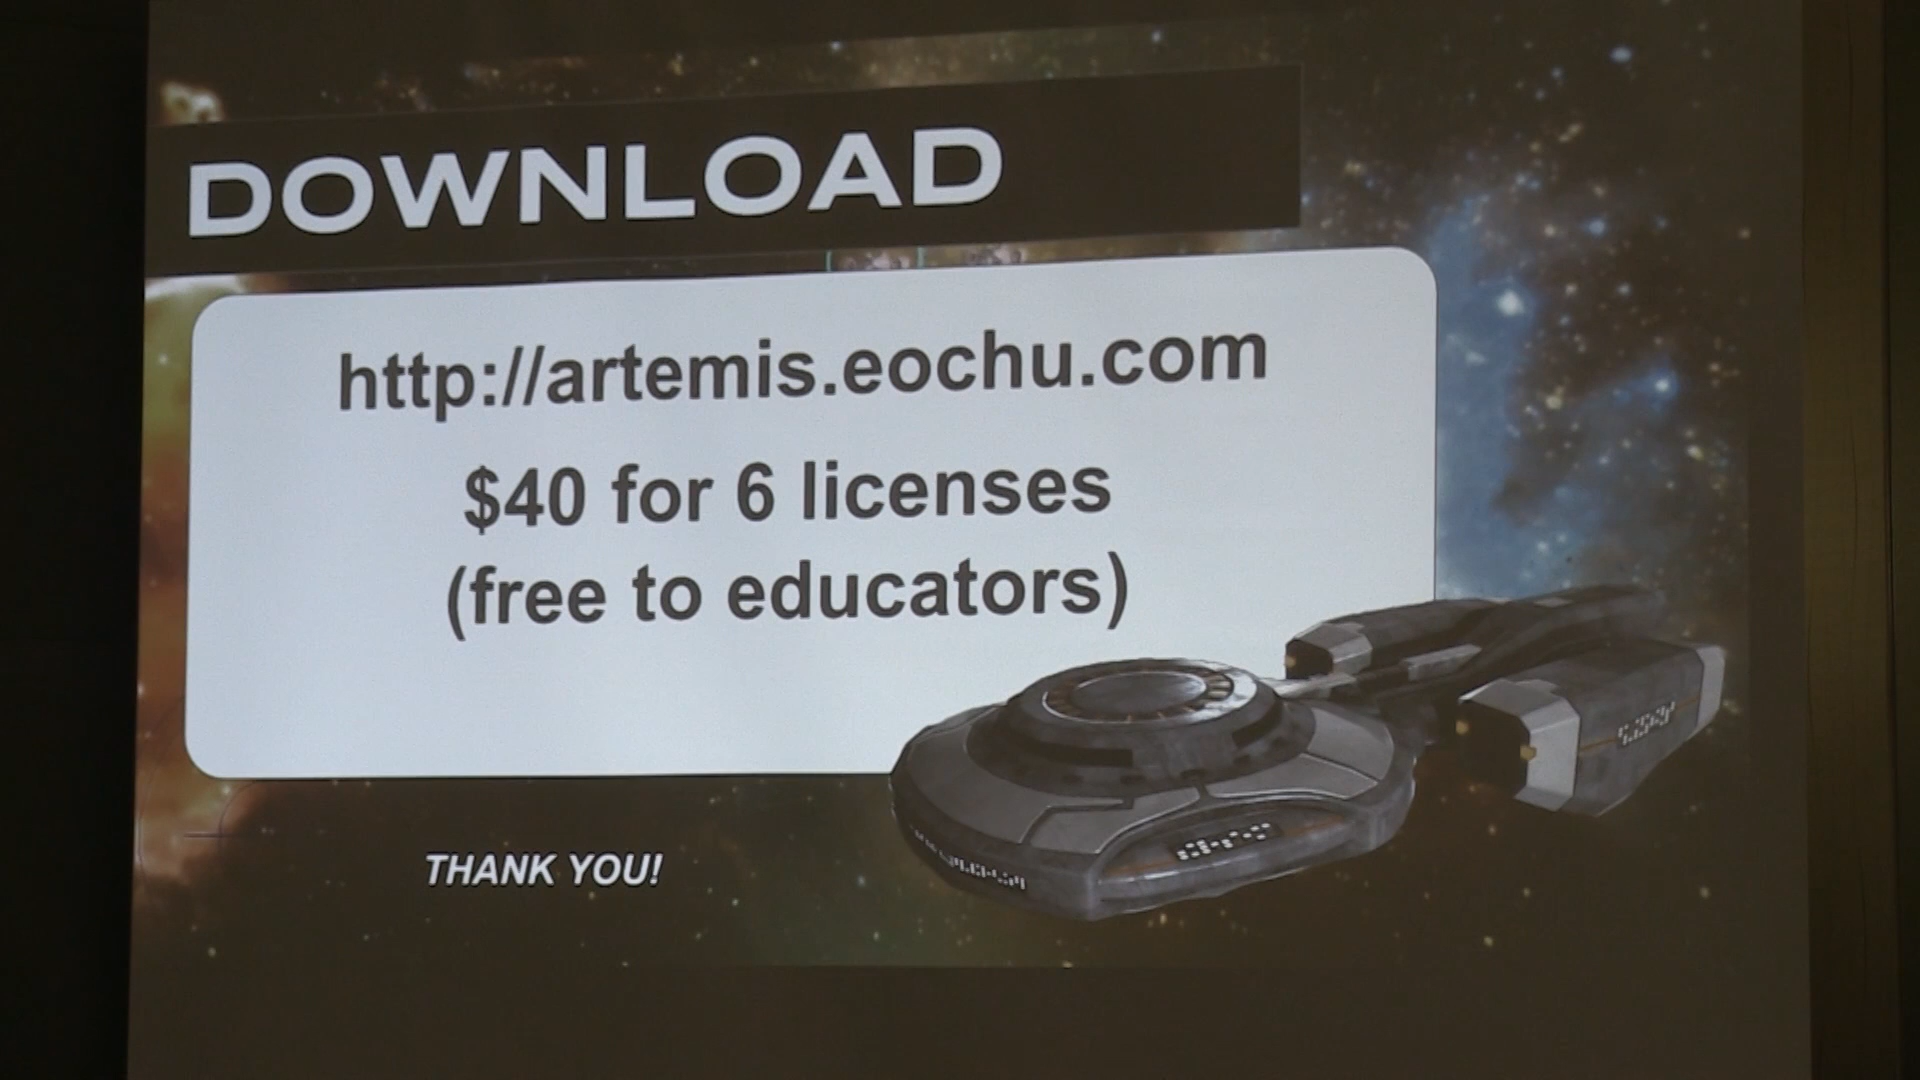 DOWNLOAD
http://artemis.eochu.com
$40 for 6 licenses
(free to educators)
THANK YOU!